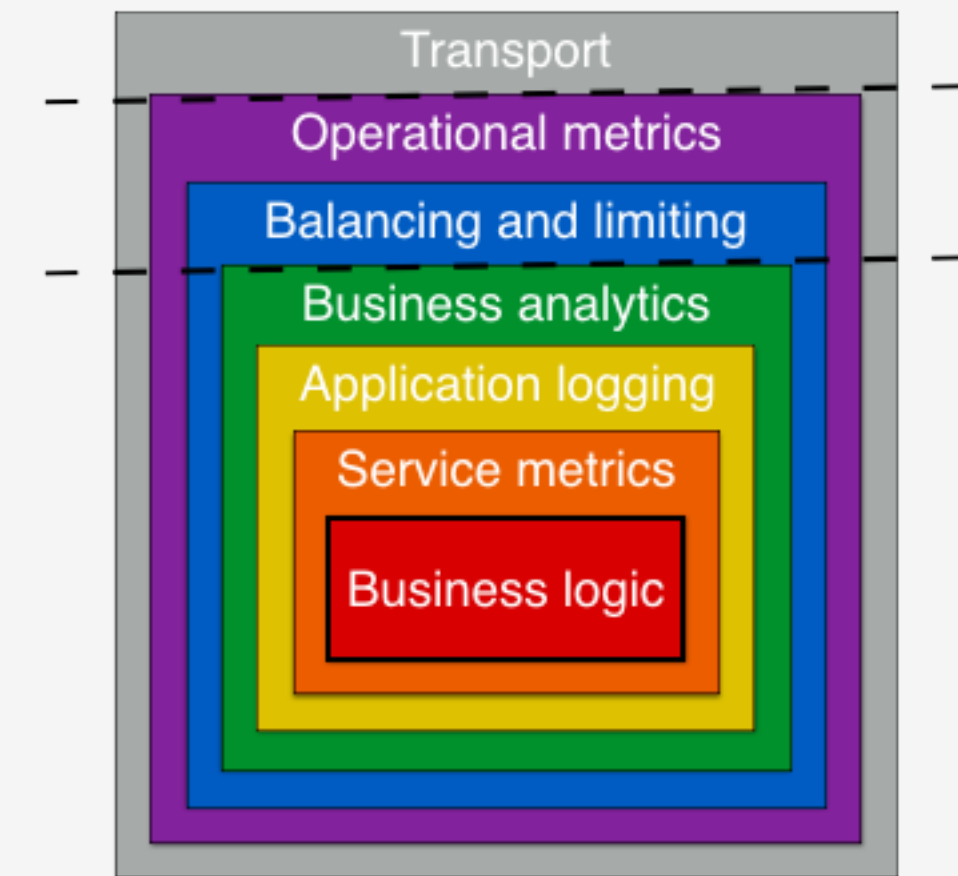 Transport
Operational metrics
Balancing and limiting
Business analytics
Application logging
Service metrics
Business logic